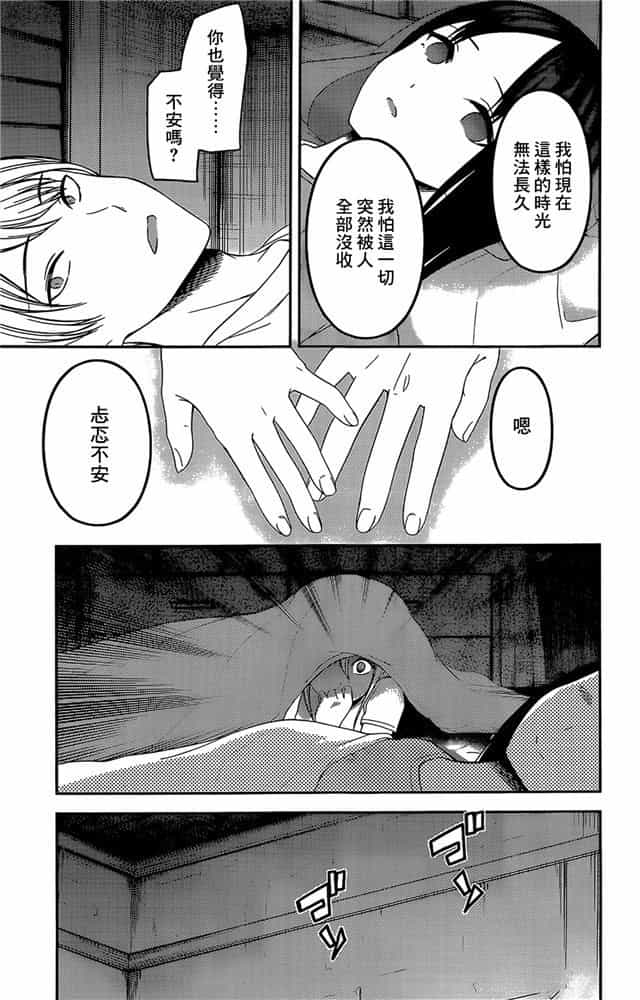 我怕現在
這樣的時光
無法長久
我怕這一切
突然被人
全部沒收
你也覺得……
不安嗎？
嗯
忐忑不安
ゴソ
ゴソ